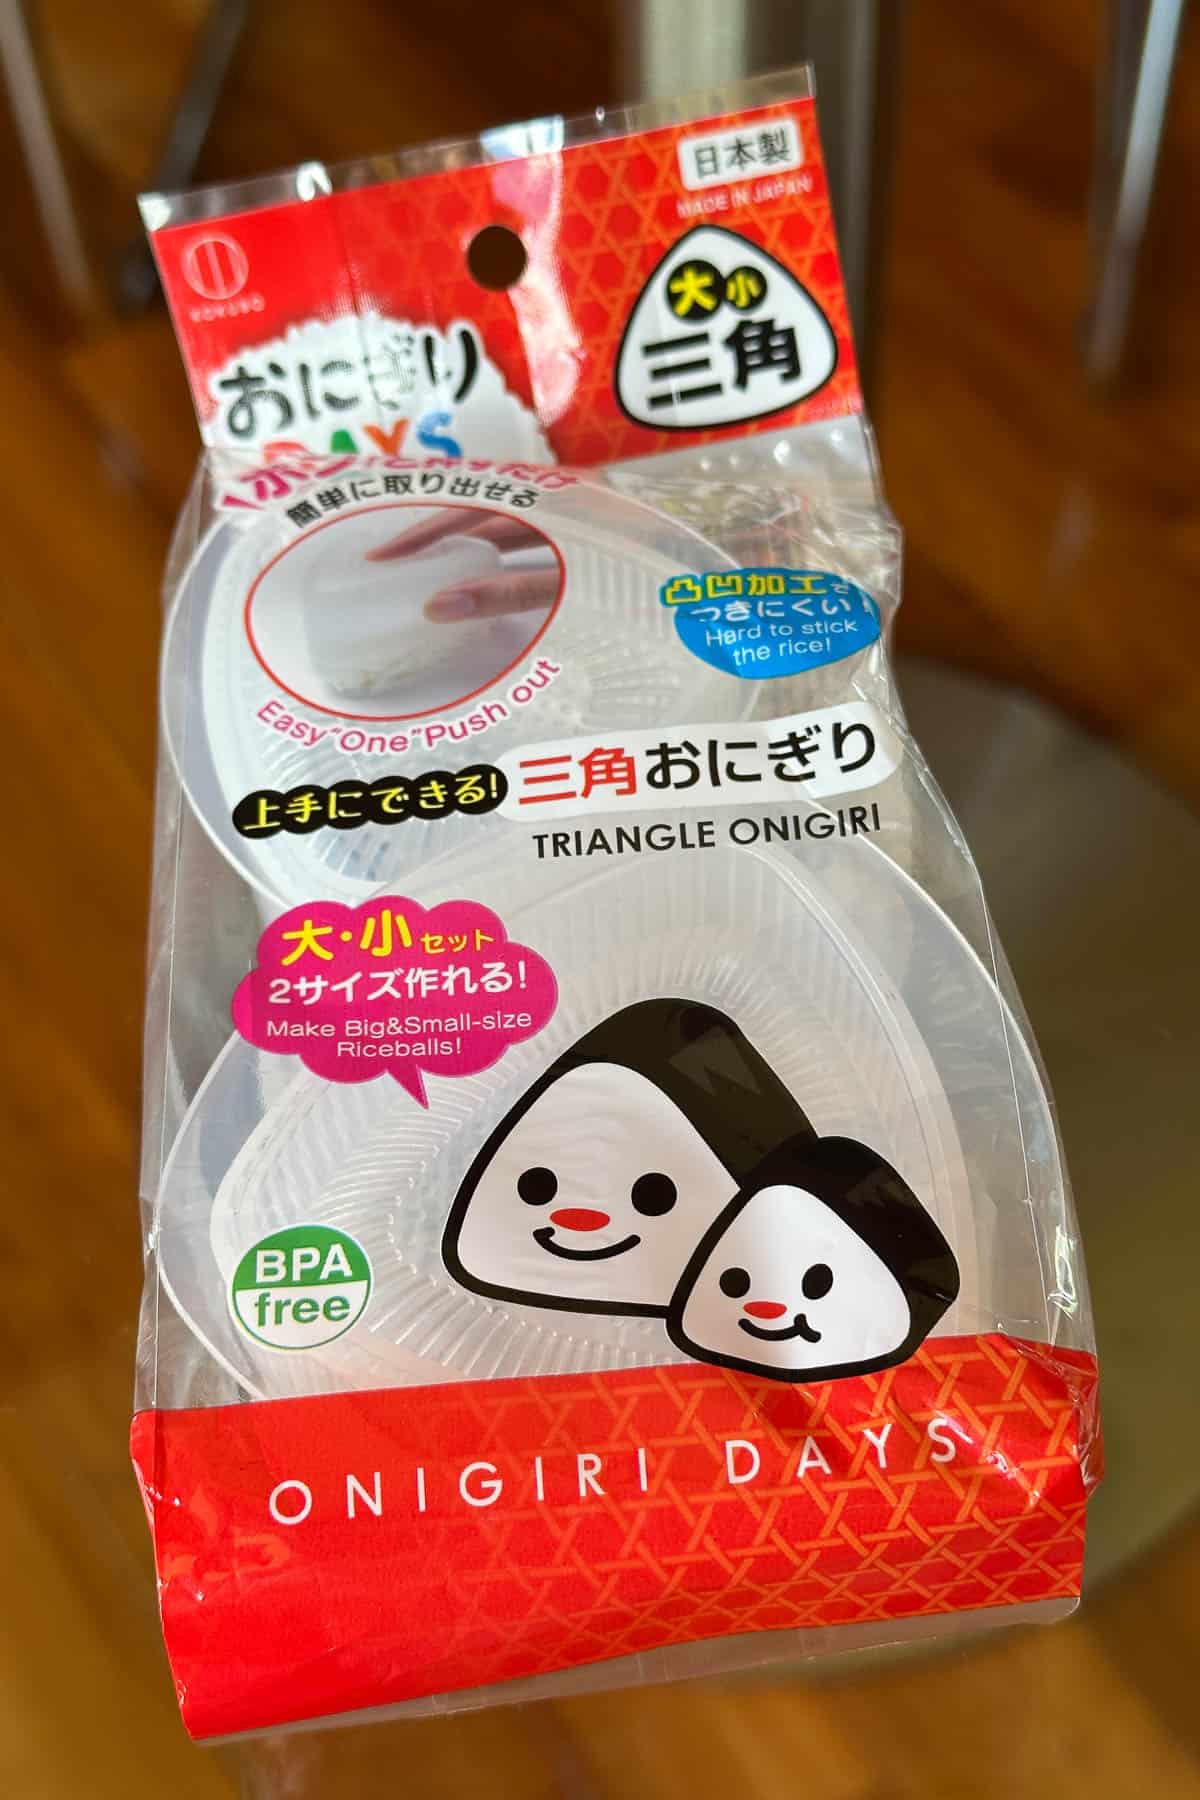 日本製
MADE IN JAPAN
KOKUBO
大小
三角
おにぎり
DAYS
簡単に取り出せる
凸凹加工で
つきにくい!
Hard to stick
the rice!
Easy"One"Push out
上手にできる! 三角おにぎり
TRIANGLE ONIGIRI
大・小セット
2サイズ作れる!
Make Big&Small-size
Riceballs!
BPA
free
ONIGIRI DAYS